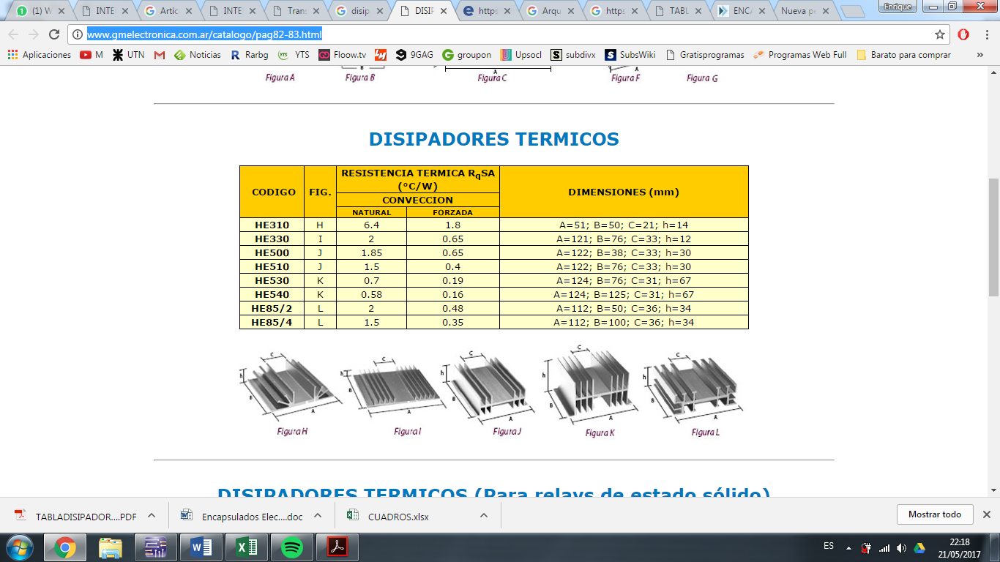 (1) W
INTE
Artíc
INTE
Trans
disip
DISIP
https
Arqu
https
TABL
ENCA
Nueva pe
Enrique
www.gmelectronica.com.ar/catalogo/pag82-83.html
Aplicaciones M UTN Noticias Rarbg YTS Floow.tv 9GAG groupon Upsocl subdivx SubsWiki Gratisprogramas Programas Web Full Barato para comprar »
Figura A Figura B A Figura C A Figura F Figura G
DISIPADORES TERMICOS
CODIGO FIG. RESISTENCIA TERMICA RqSA (°C/W) DIMENSIONES (mm)
CONVECCION
NATURAL FORZADA
HE310 H 6.4 1.8 A=51; B=50; C=21; h=14
HE330 I 2 0.65 A=121; B=76; C=33; h=12
HE500 J 1.85 0.65 A=122; B=38; C=33; h=30
HE510 J 1.5 0.4 A=122; B=76; C=33; h=30
HE530 K 0.7 0.19 A=124; B=76; C=31; h=67
HE540 K 0.58 0.16 A=124; B=125; C=31; h=67
HE85/2 L 2 0.48 A=112; B=50; C=36; h=34
HE85/4 L 1.5 0.35 A=112; B=100; C=36; h=34
C h B A
C h B A
C h B A
C h B A
C h B A
Figura H Figura I Figura J Figura K Figura L
DISIPADORES TERMICOS (Para relays de estado sólido)
TABLADISIPADOR....PDF Encapsulados Elec....doc CUADROS.xlsx Mostrar todo
ES
22:18
21/05/2017